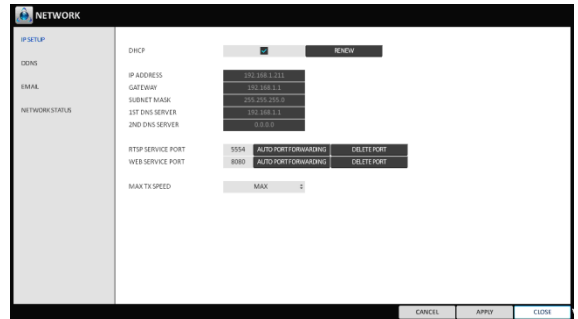 NETWORK
IP SETUP
DDNS
EMAIL
NETWORK STATUS
DHCP RENEW
IP ADDRESS 192.168.1.211
GATEWAY 192.168.1.1
SUBNET MASK 255.255.255.0
1ST DNS SERVER 192.168.1.1
2ND DNS SERVER 0.0.0.0
RTSP SERVICE PORT 5554 AUTO PORT FORWARDING DELETE PORT
WEB SERVICE PORT 8080 AUTO PORT FORWARDING DELETE PORT
MAX TX SPEED MAX
CANCEL APPLY CLOSE